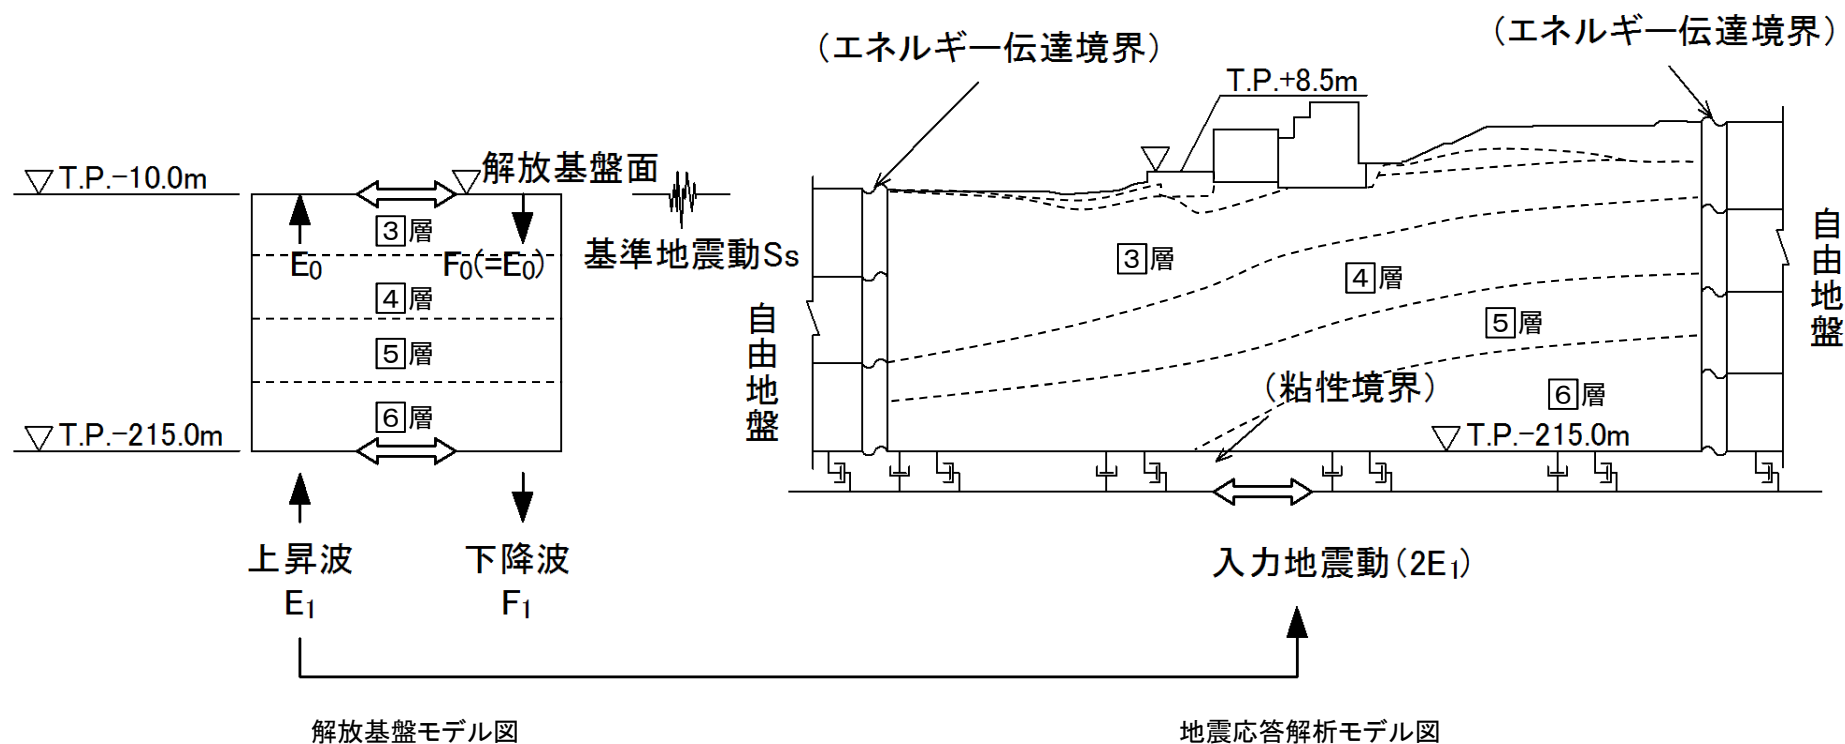 (エネルギー伝達境界)
(エネルギー伝達境界)
T.P.+8.5m
T.P.-10.0m
解放基盤面
3層
E0
F0(=E0)
基準地震動Ss
4層
5層
6層
T.P.-215.0m
上昇波
E1
下降波
F1
自由地盤
3層
4層
5層
6層
(粘性境界)
T.P.-215.0m
自由地盤
入力地震動(2E1)
解放基盤モデル図
地震応答解析モデル図